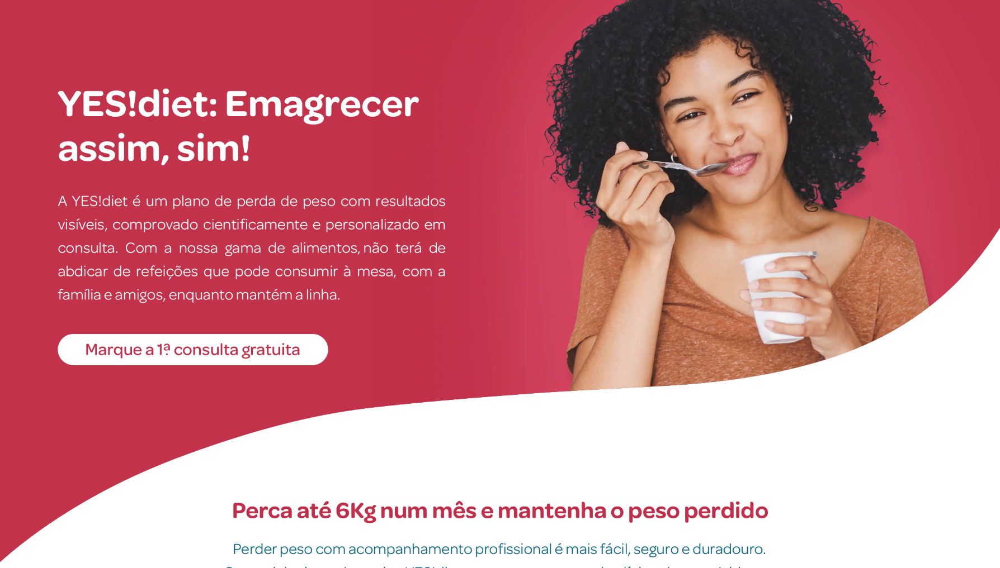 YES!diet: Emagrecer
assim, sim!
A YES!diet é um plano de perda de peso com resultados
visíveis, comprovado cientificamente e personalizado em
consulta. Com a nossa gama de alimentos, não terá de
abdicar de refeições que pode consumir à mesa, com a
família e amigos, enquanto mantém a linha.
Marque a 1.ª consulta gratuita
Perca até 6Kg num mês e mantenha o peso perdido
Perder peso com acompanhamento profissional é mais fácil, seguro e duradouro.